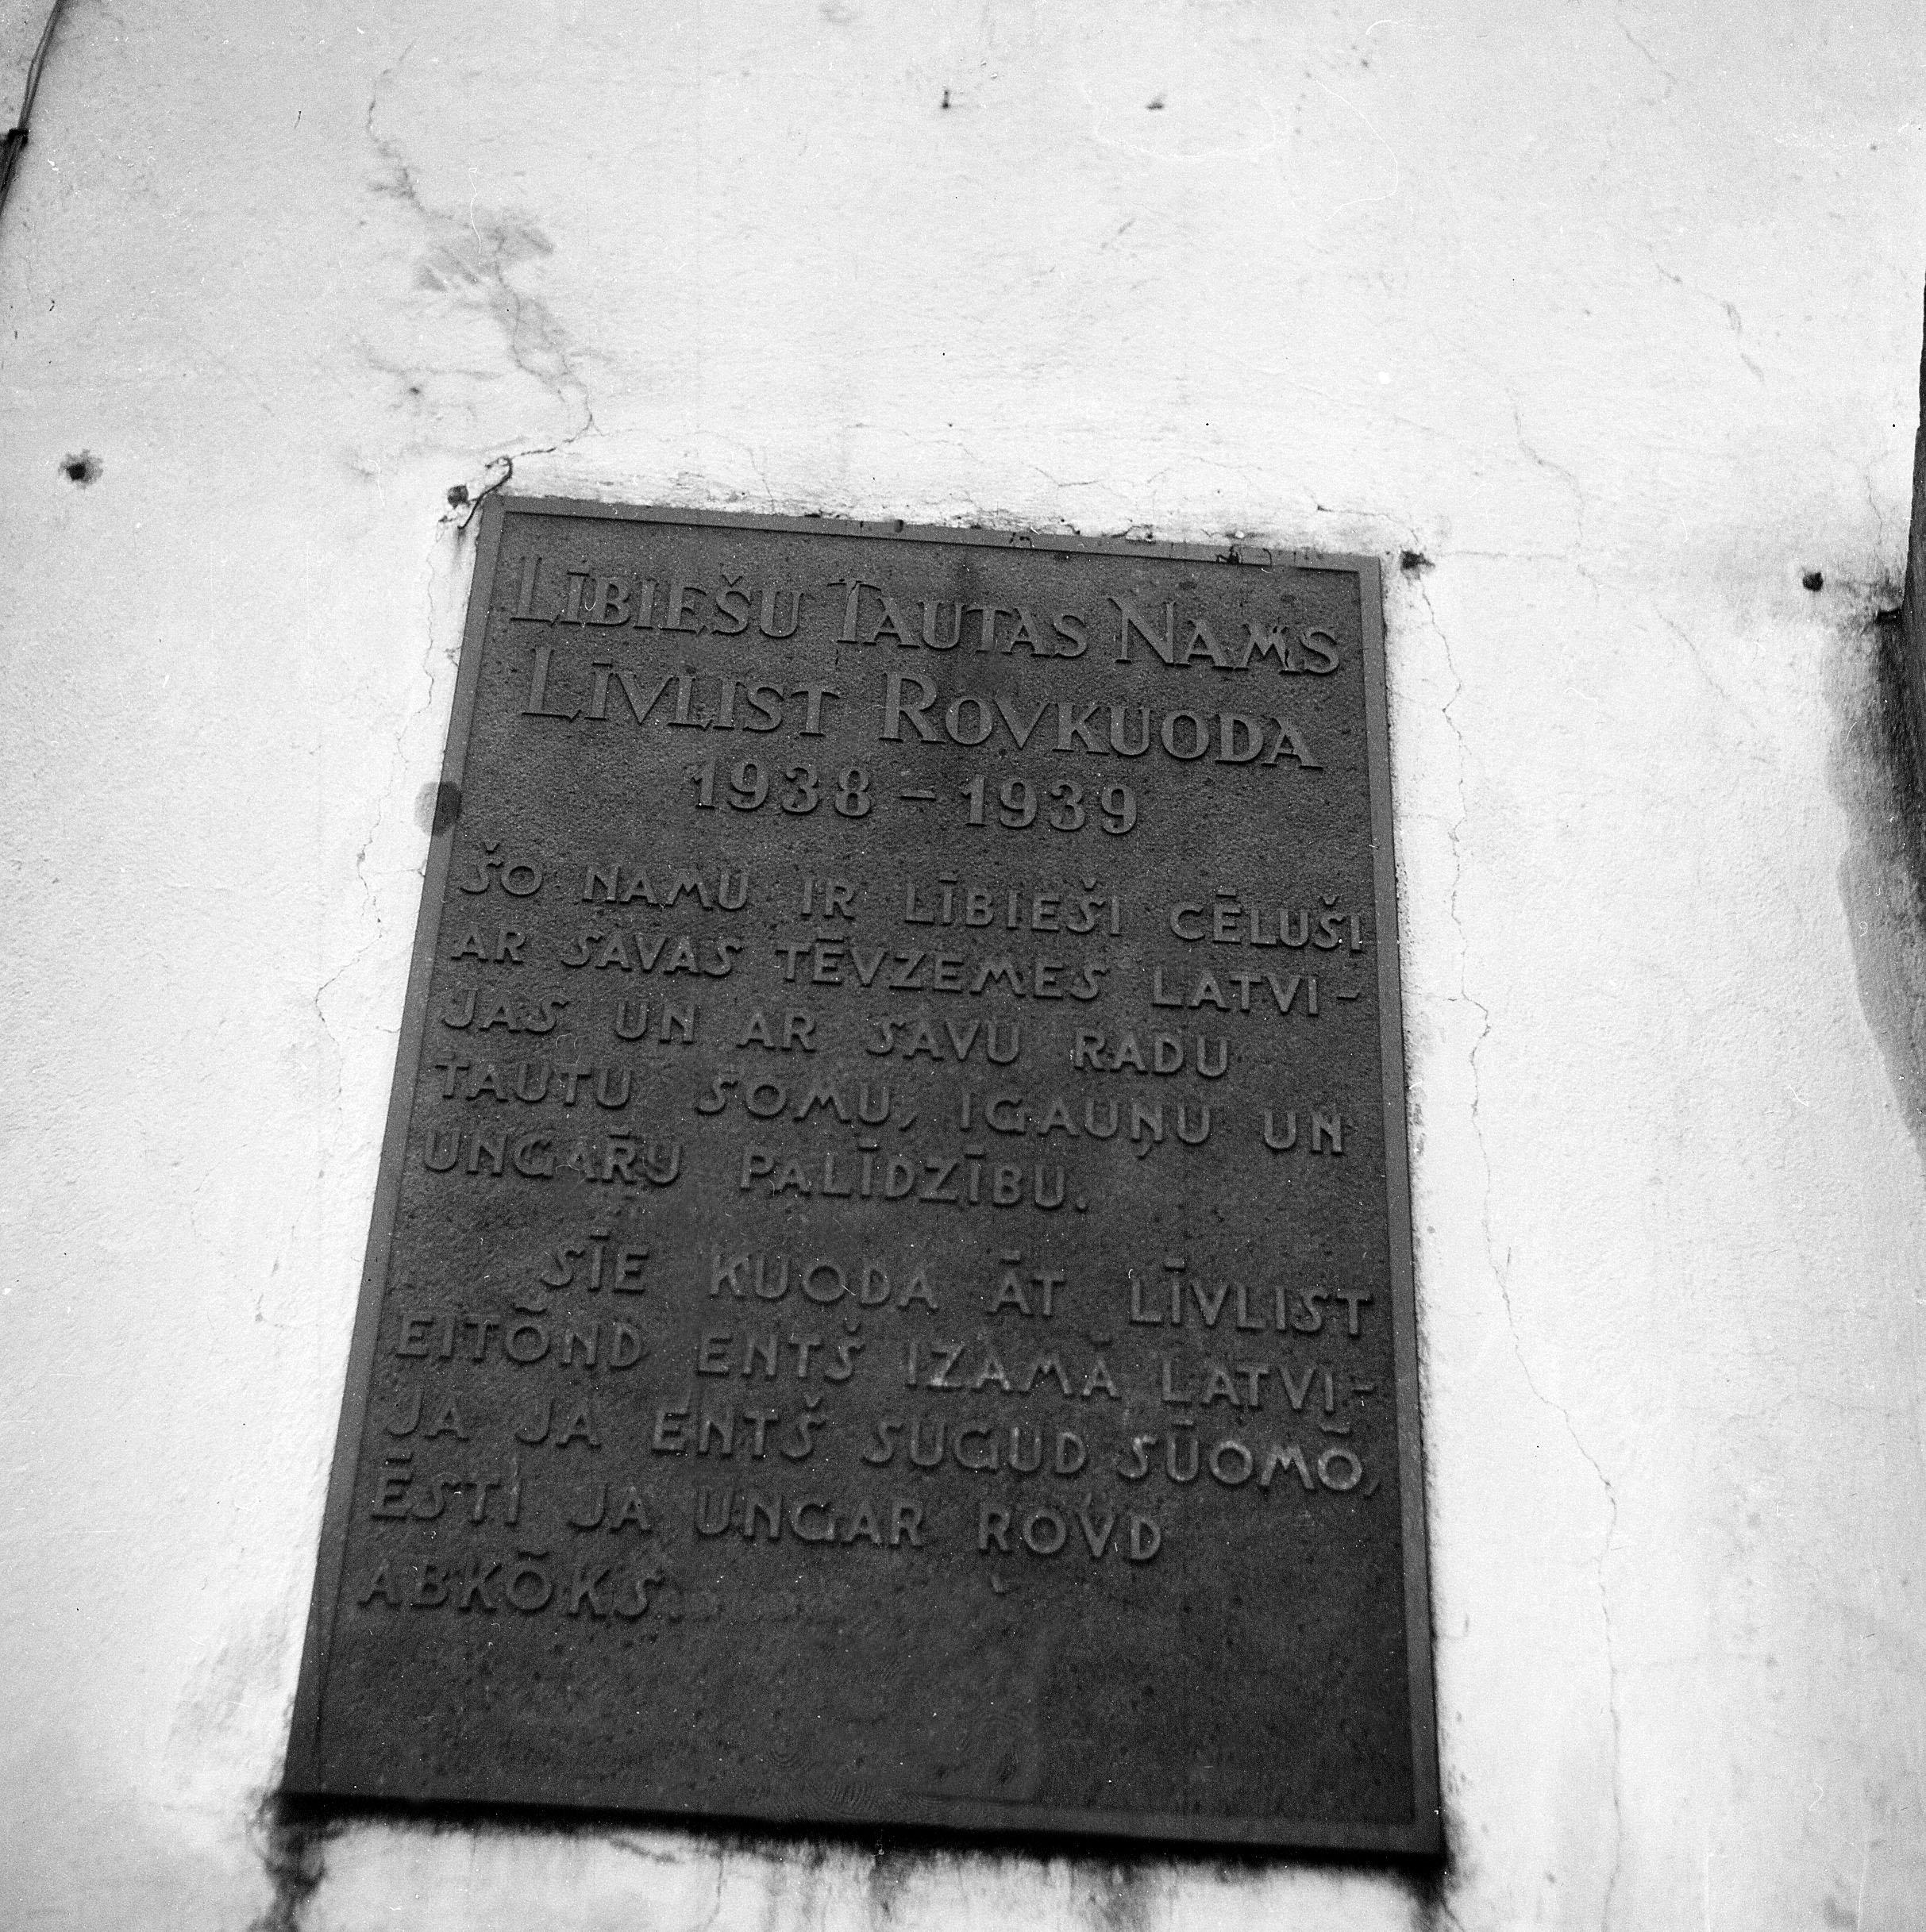 LĪBIEŠU TAUTAS NAMS
LĪVLIST ROVKUODA
1938 – 1939
ŠO NAMU IR LĪBIEŠI CĒLUŠI
AR SAVAS TĒVZEMES LATVI-
JAS UN AR SAVU RADU
TAUTU SOMU, IGAUŅU UN
UNGĀŖU PALĪDZĪBU.
SĪE KUODA ĀT LĪVLIST
EITÕND ENTŠ IZĀMĀ LATVI-
JA JA ENTŠ SUGUD SŪOMÕ,
ĒSTI JA UNGAR ROVD
ABKÕKS.